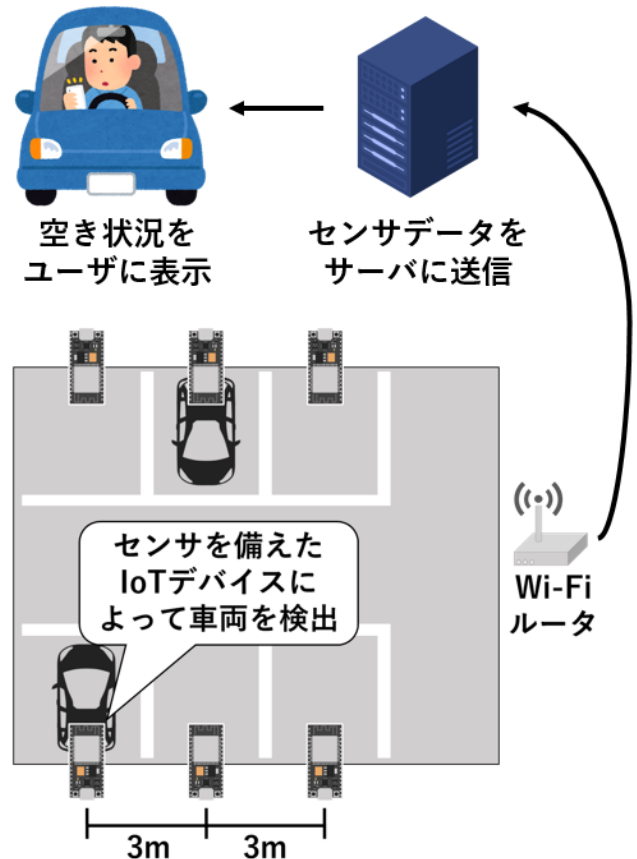 空き状況を
ユーザに表示
センサデータを
サーバに送信
センサを備えた
IoTデバイスに
よって車両を検出
Wi-Fi
ルータ
3m
3m